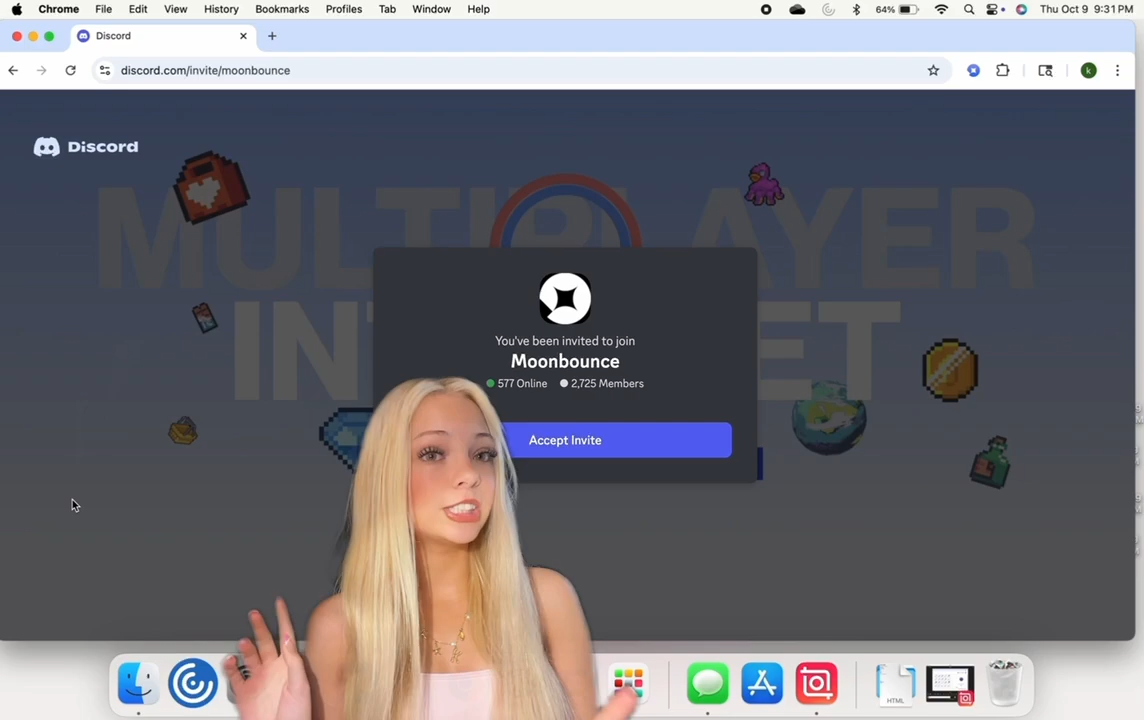 Chrome File Edit View History Bookmarks Profiles Tab Window Help 64% Thu Oct 9 9:31 PM
Discord
discord.com/invite/moonbounce
k
Discord
You've been invited to join
Moonbounce
577 Online 2,725 Members
Accept Invite
HTML